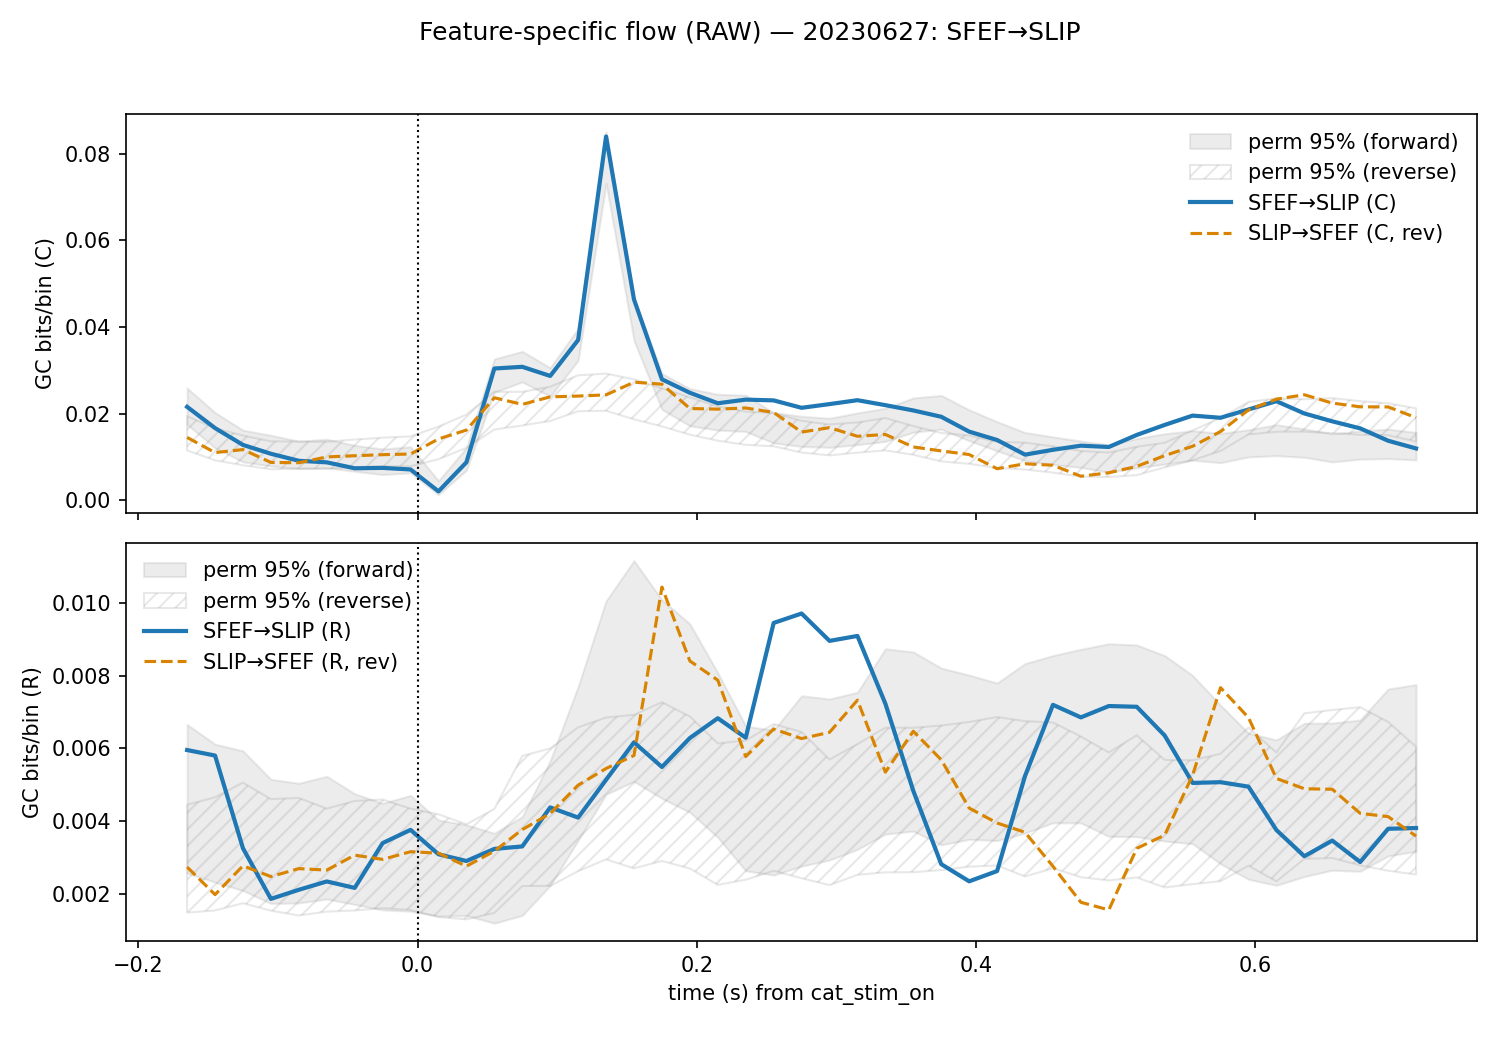 Feature-specific flow (RAW) — 20230627: SFEF→SLIP
GC bits/bin (C)
0.08
0.06
0.04
0.02
0.00
perm 95% (forward)
perm 95% (reverse)
SFEF→SLIP (C)
SLIP→SFEF (C, rev)
GC bits/bin (R)
0.010
0.008
0.006
0.004
0.002
perm 95% (forward)
perm 95% (reverse)
SFEF→SLIP (R)
SLIP→SFEF (R, rev)
−0.2 0.0 0.2 0.4 0.6
time (s) from cat_stim_on